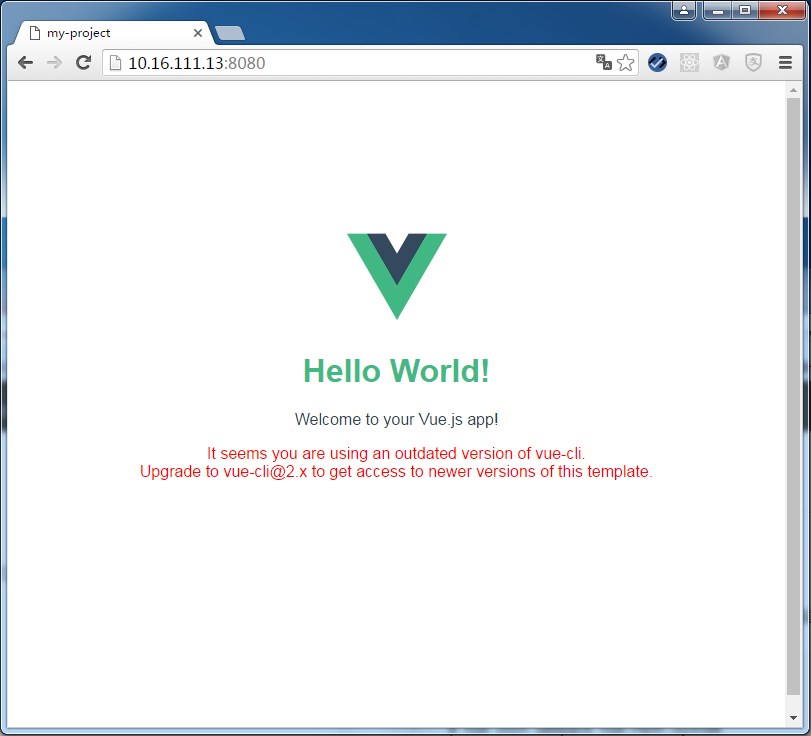 my-project
10.16.111.13:8080
Hello World!
Welcome to your Vue.js app!
It seems you are using an outdated version of vue-cli.
Upgrade to vue-cli@2.x to get access to newer versions of this template.